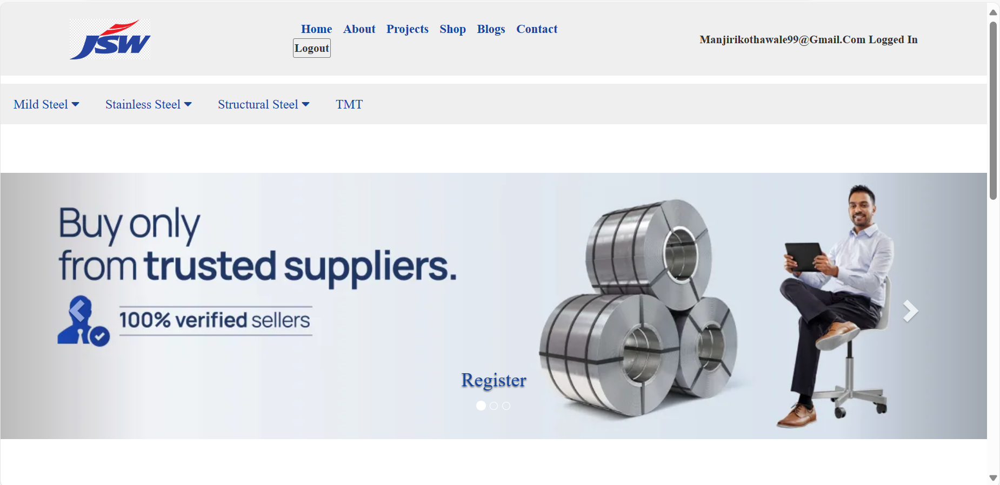 JSW
Home About Projects Shop Blogs Contact
Logout
Manjirikothawale99@Gmail.Com Logged In
Mild Steel Stainless Steel Structural Steel TMT
Buy only
from trusted suppliers.
100% verified sellers
Register